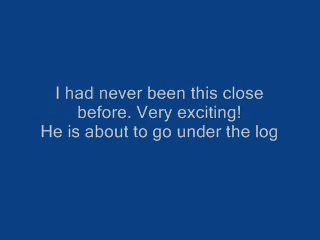 I had never been this close
before. Very exciting!
He is about to go under the log